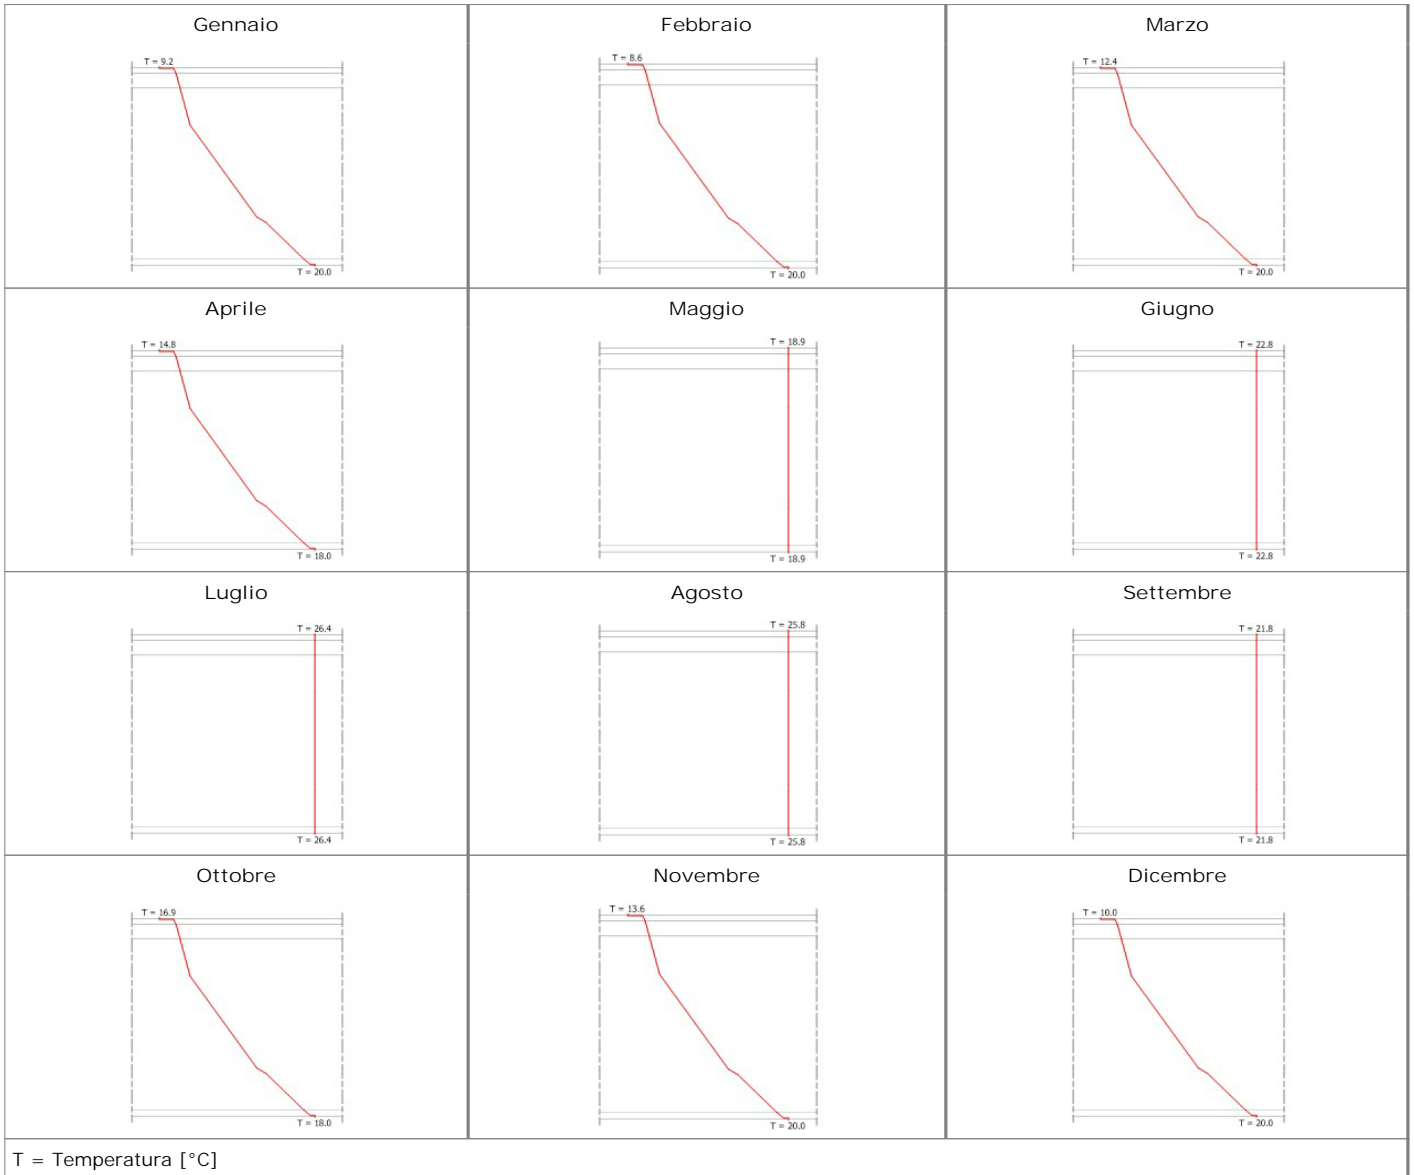 Gennaio
T = 9.2
T = 20.0
Febbraio
T = 8.6
T = 20.0
Marzo
T = 12.4
T = 20.0
Aprile
T = 14.8
T = 18.0
Maggio
T = 18.9
T = 18.9
Giugno
T = 22.8
T = 22.8
Luglio
T = 26.4
T = 26.4
Agosto
T = 25.8
T = 25.8
Settembre
T = 21.8
T = 21.8
Ottobre
T = 16.9
T = 18.0
Novembre
T = 13.6
T = 20.0
Dicembre
T = 10.0
T = 20.0
T = Temperatura [°C]